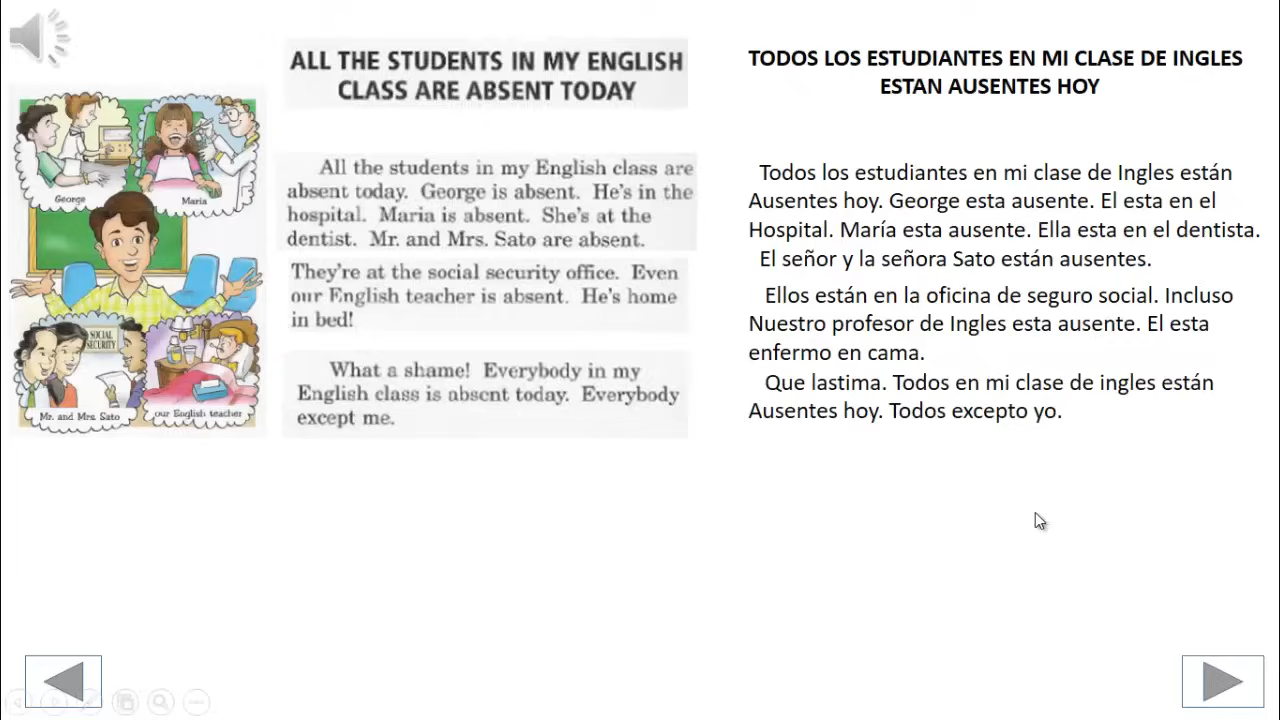 ALL THE STUDENTS IN MY ENGLISH
CLASS ARE ABSENT TODAY
All the students in my English class are
absent today. George is absent. He's in the
hospital. Maria is absent. She's at the
dentist. Mr. and Mrs. Sato are absent.
They're at the social security office. Even
our English teacher is absent. He's home
in bed!
What a shame! Everybody in my
English class is absent today. Everybody
except me.
George
Maria
SOCIAL
SECURITY
Mr. and Mrs. Sato
our English teacher
TODOS LOS ESTUDIANTES EN MI CLASE DE INGLES
ESTAN AUSENTES HOY
Todos los estudiantes en mi clase de Ingles están
Ausentes hoy. George esta ausente. El esta en el
Hospital. María esta ausente. Ella esta en el dentista.
El señor y la señora Sato están ausentes.
Ellos están en la oficina de seguro social. Incluso
Nuestro profesor de Ingles esta ausente. El esta
enfermo en cama.
Que lastima. Todos en mi clase de ingles están
Ausentes hoy. Todos excepto yo.